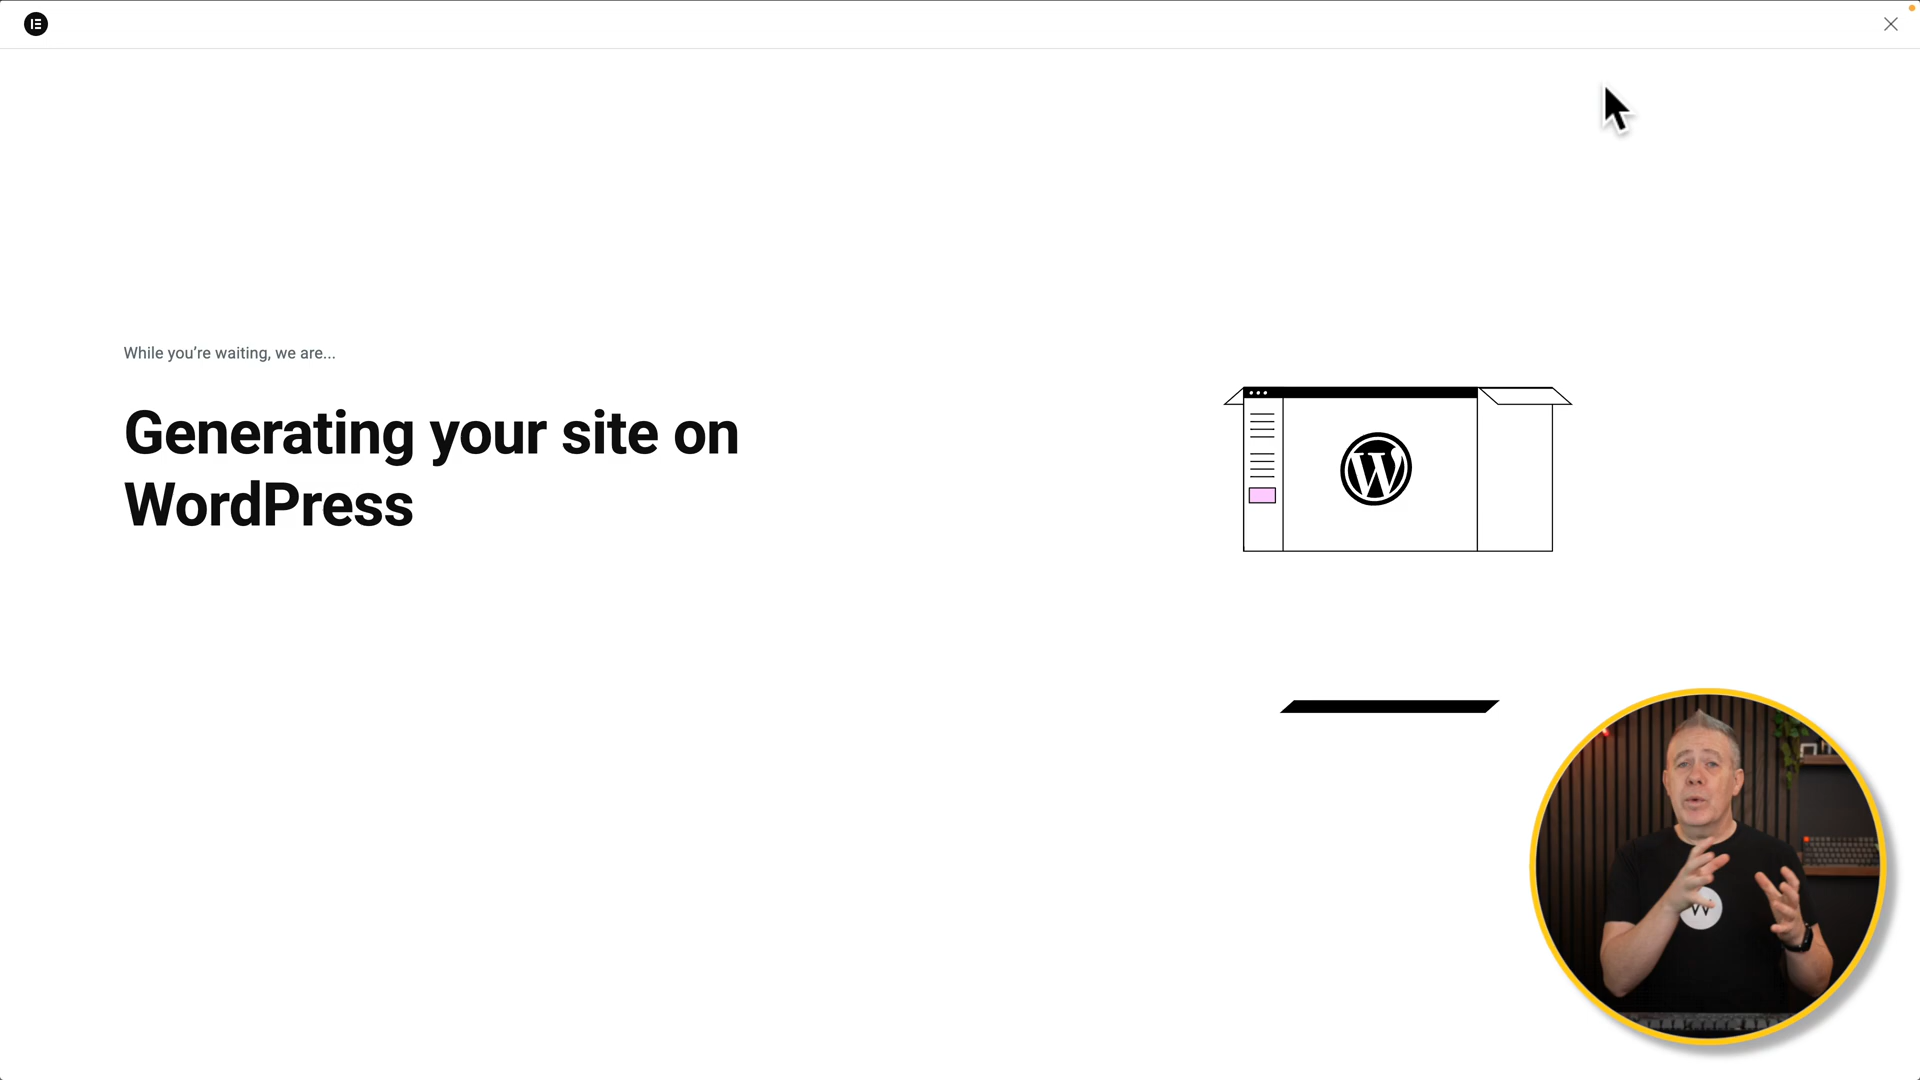 While you’re waiting, we are...
Generating your site on
WordPress
W
W